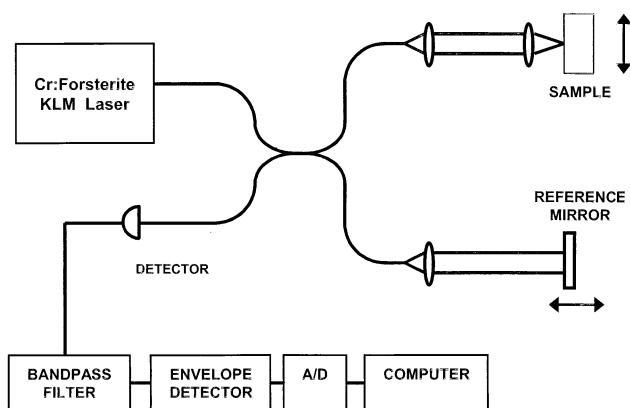 Cr:Forsterite
KLM Laser
SAMPLE
REFERENCE
MIRROR
DETECTOR
BANDPASS
FILTER
ENVELOPE
DETECTOR
A/D
COMPUTER